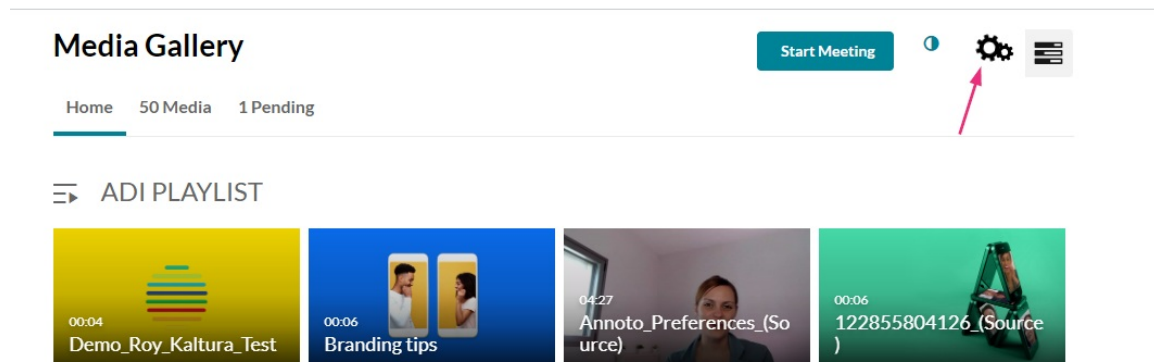 Media Gallery
Start Meeting
Home 50 Media 1 Pending
ADI PLAYLIST
00:04
Demo_Roy_Kaltura_Test
00:06
Branding tips
04:27
Annoto_Preferences_(So
urce)
00:06
122855804126_(Source
)